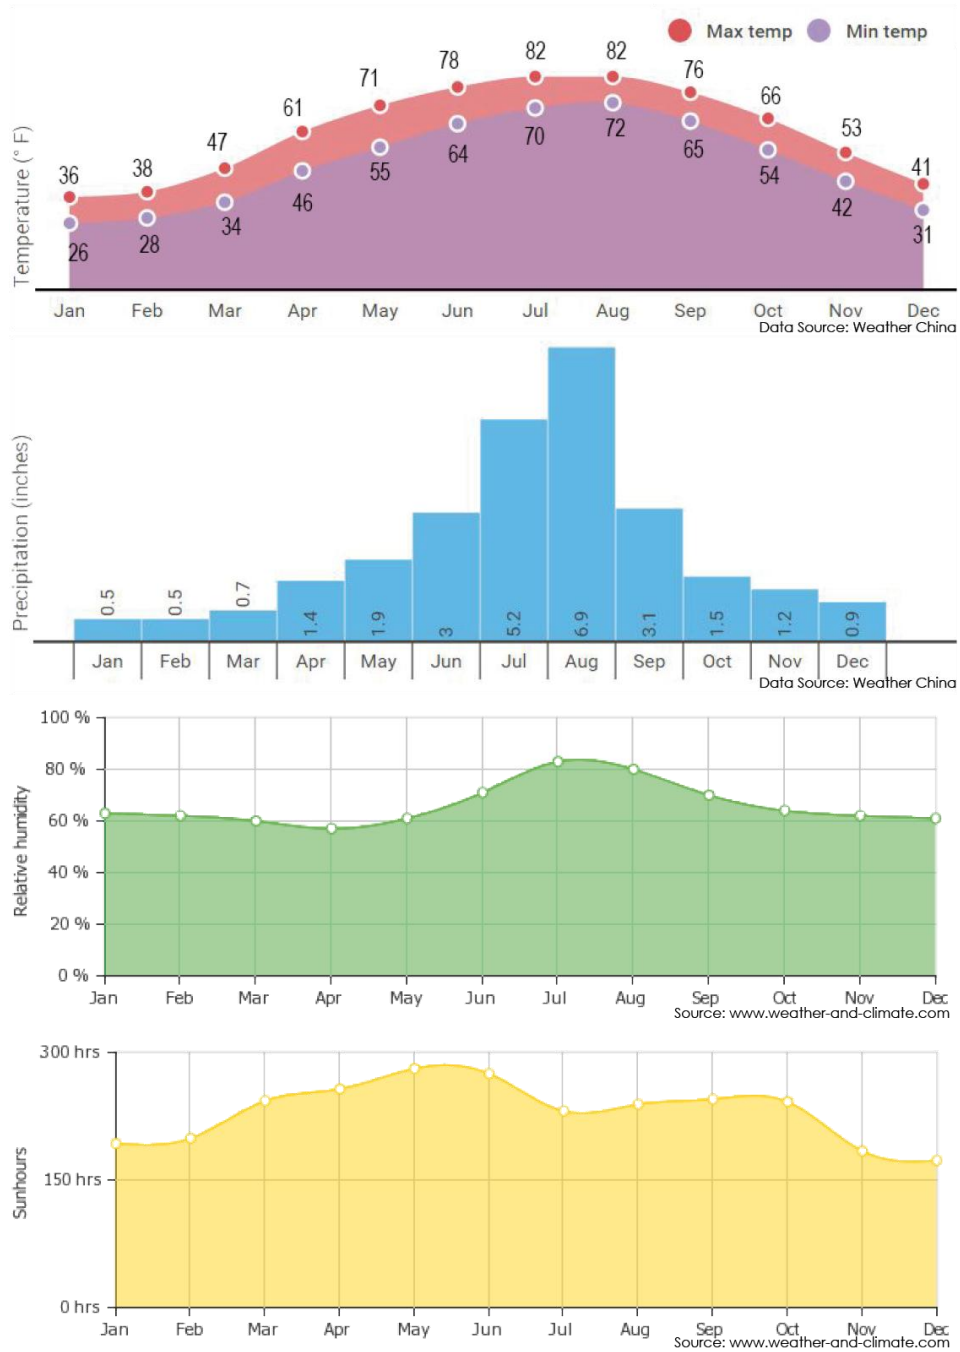 Max temp Min temp
Temperature (° F)
36 38 47 61 71 78 82 82 76 66 53 41
26 28 34 46 55 64 70 72 65 54 42 31
Jan Feb Mar Apr May Jun Jul Aug Sep Oct Nov Dec
Data Source: Weather China
Precipitation (inches)
0.5 0.5 0.7 1.4 1.9 3 5.2 6.9 3.1 1.5 1.2 0.9
Jan Feb Mar Apr May Jun Jul Aug Sep Oct Nov Dec
Data Source: Weather China
Relative humidity
100 %
80 %
60 %
40 %
20 %
0 %
Jan Feb Mar Apr May Jun Jul Aug Sep Oct Nov Dec
Source: www.weather-and-climate.com
Sunhours
300 hrs
150 hrs
0 hrs
Jan Feb Mar Apr May Jun Jul Aug Sep Oct Nov Dec
Source: www.weather-and-climate.com